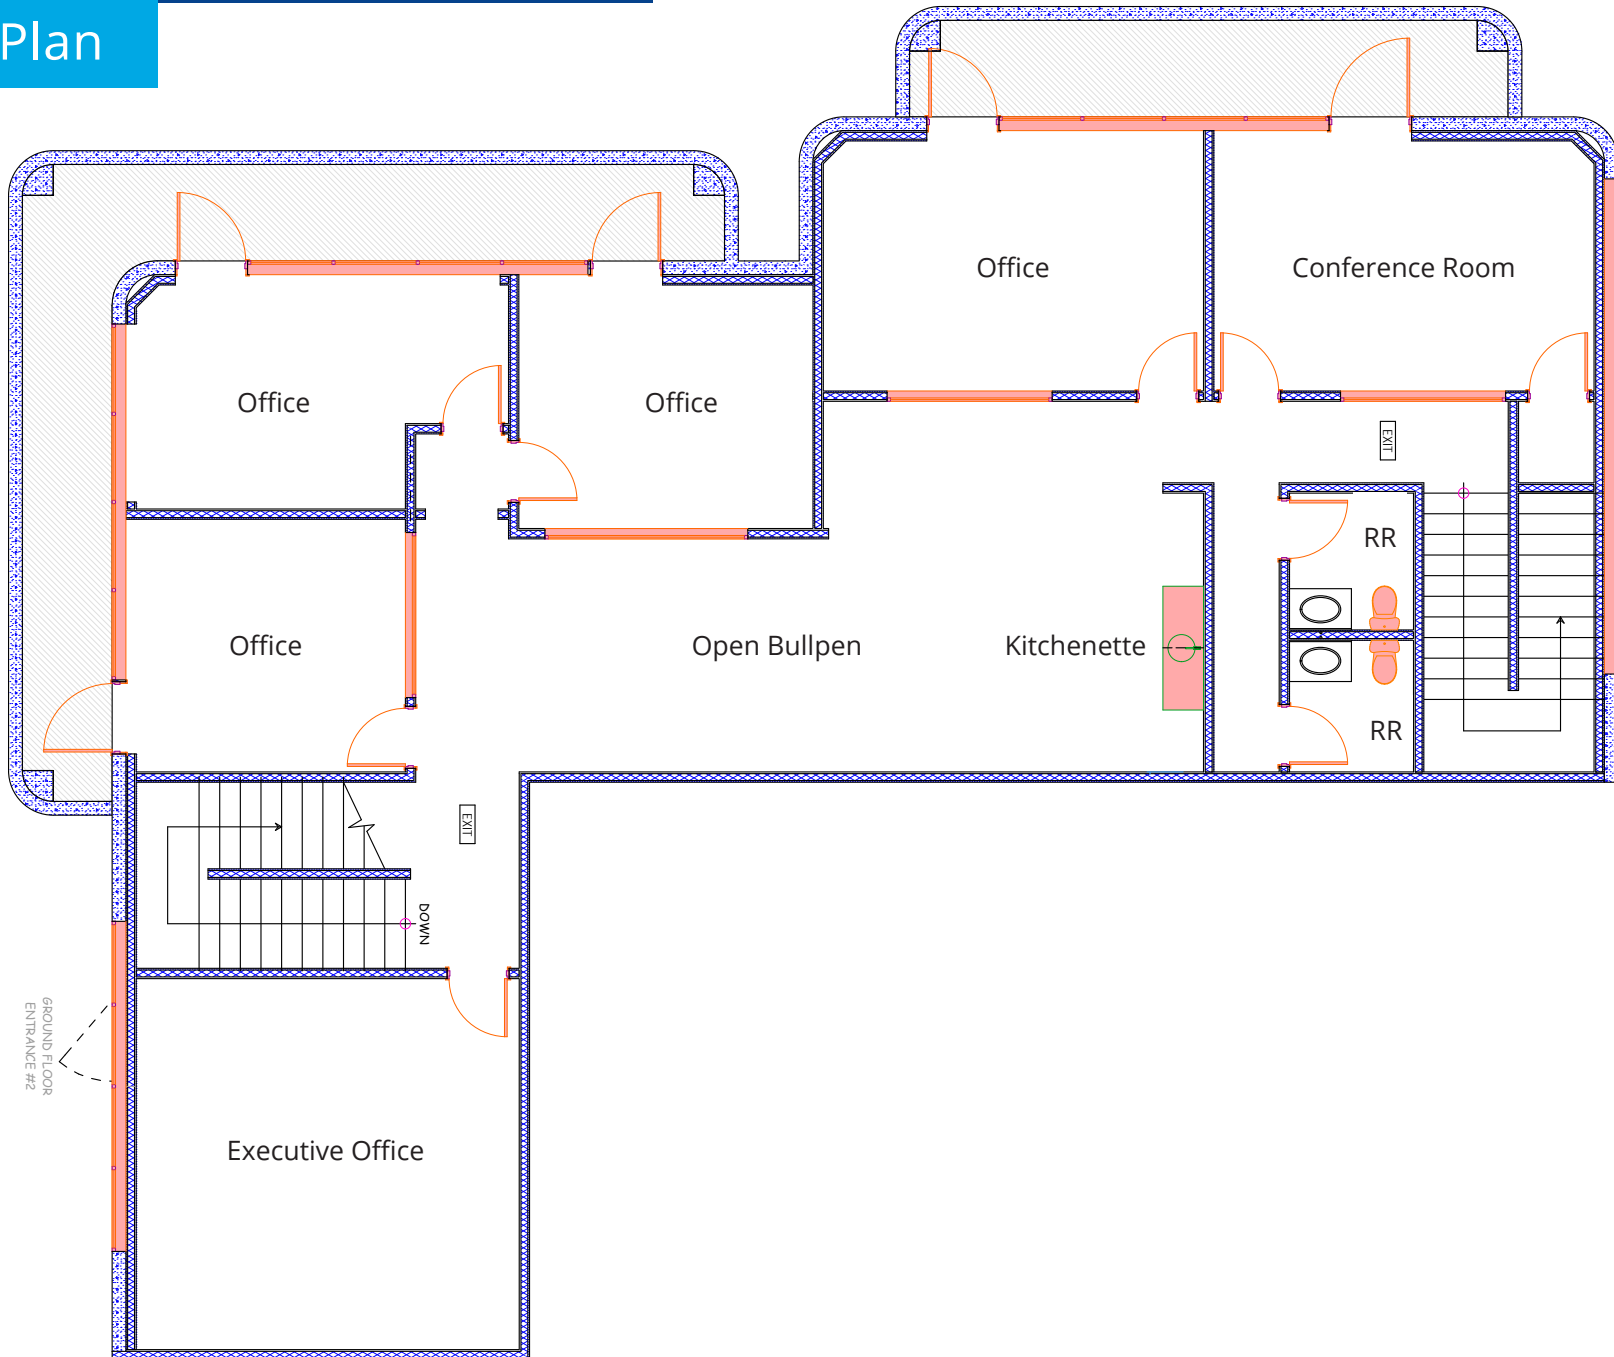 Plan
Office
Conference Room
Office
Office
EXIT
RR
Office
Open Bullpen
Kitchenette
RR
EXIT
DOWN
GROUND FLOOR
ENTRANCE #2
Executive Office